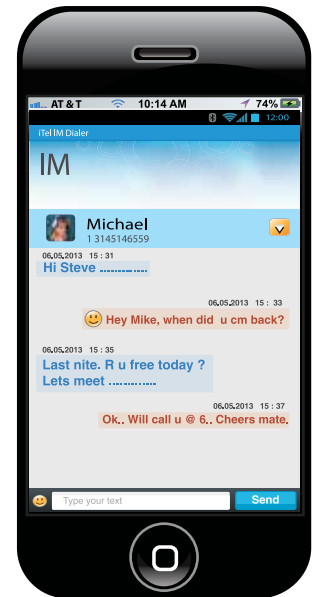 AT & T 10:14 AM 74%
12:00
iTel IM Dialer
IM
Michael
1 3145146559
06.05.2013 15 : 31
Hi Steve ..............
06.05.2013 15 : 33
Hey Mike, when did u cm back?
06.05.2013 15 : 35
Last nite. R u free today ?
Lets meet ..............
06.05.2013 15 : 37
Ok.. Will call u @ 6.. Cheers mate.
Type your text
Send